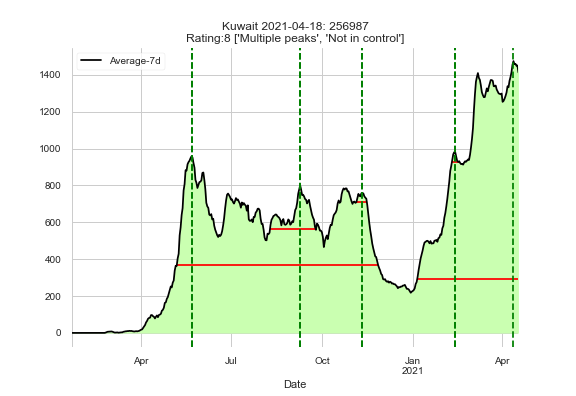 Kuwait 2021-04-18: 256987
Rating:8 ['Multiple peaks', 'Not in control']
Average-7d
1400
1200
1000
800
600
400
200
0
Apr
Jul
Oct
Jan
2021
Apr
Date